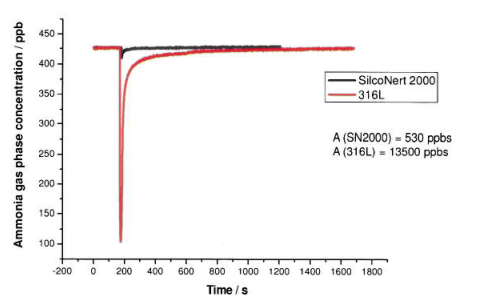 Ammonia gas phase concentration / ppb
450
400
350
300
250
200
150
100
SilcoNert 2000
316L
A (SN2000) = 530 ppbs
A (316L) = 13500 ppbs
-200 0 200 400 600 800 1000 1200 1400 1600 1800
Time / s